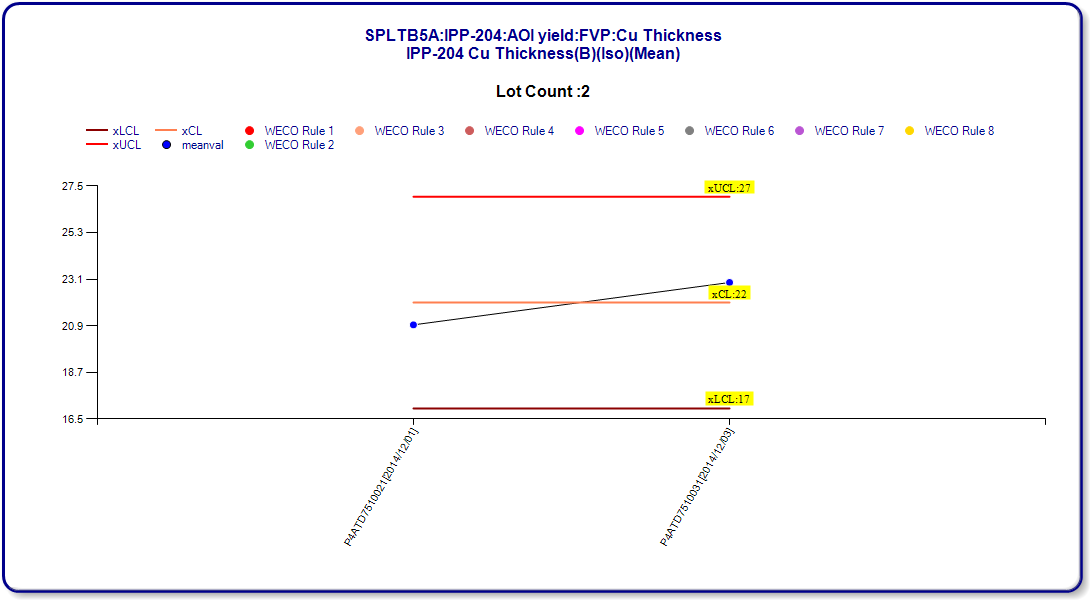 SPLTB5A:IPP-204:AOI yield:FVP:Cu Thickness
IPP-204 Cu Thickness(B)(Iso)(Mean)
Lot Count :2
xLCL xCL WECO Rule 1 WECO Rule 3 WECO Rule 4 WECO Rule 5 WECO Rule 6 WECO Rule 7 WECO Rule 8
xUCL meanval WECO Rule 2
27.5
xUCL:27
25.3
23.1
xCL:22
20.9
18.7
xLCL:17
16.5
P4ATD7510021[2014/12/01]
P4ATD7510031[2014/12/03]